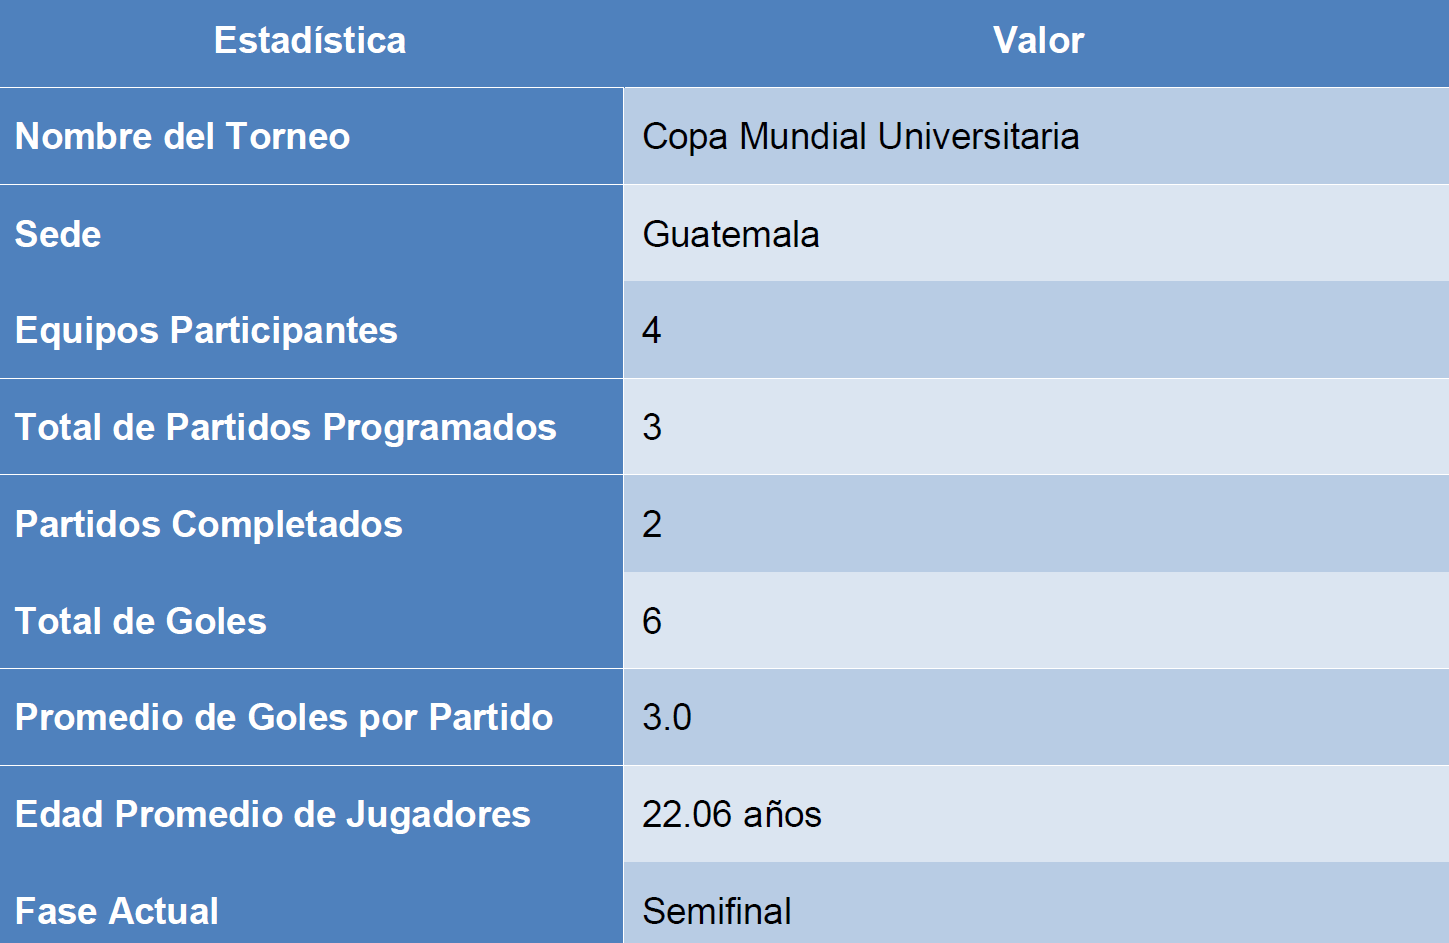 Estadística Valor
Nombre del Torneo Copa Mundial Universitaria
Sede Guatemala
Equipos Participantes 4
Total de Partidos Programados 3
Partidos Completados 2
Total de Goles 6
Promedio de Goles por Partido 3.0
Edad Promedio de Jugadores 22.06 años
Fase Actual Semifinal